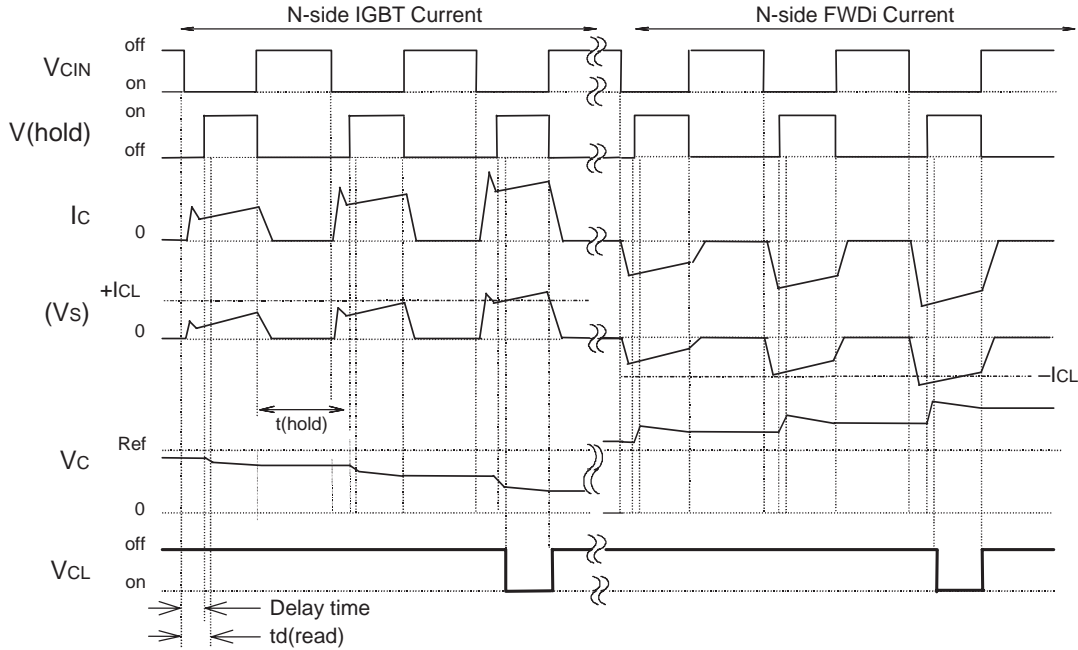 N-side IGBT Current
N-side FWDi Current
VCIN
off
on
V(hold)
on
off
IC
0
+ICL
(VS)
0
–ICL
t(hold)
Ref
VC
0
off
VCL
on
Delay time
td(read)